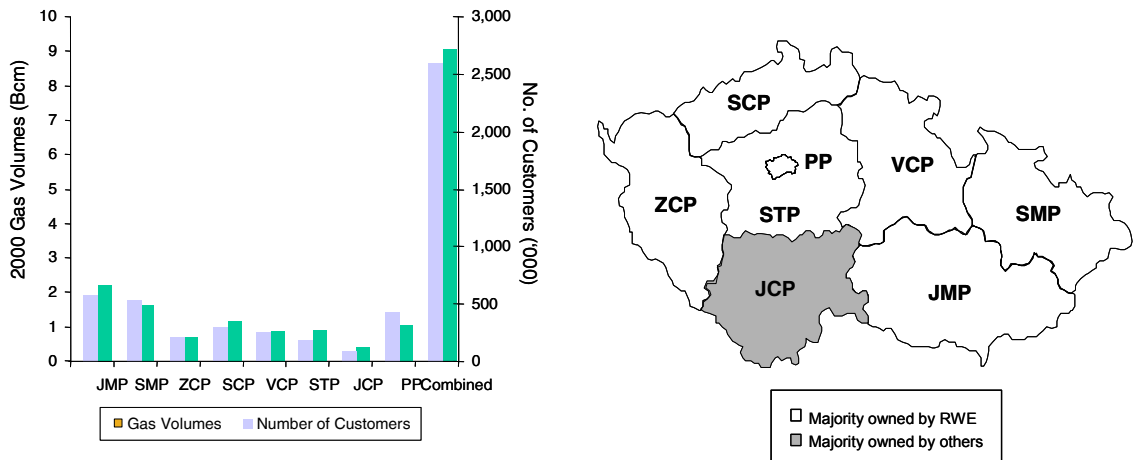 2000 Gas Volumes (Bcm)
10
9
8
7
6
5
4
3
2
1
0
3,000
2,500
2,000
1,500
1,000
500
0
No. of Customers ('000)
JMP SMP ZCP SCP VCP STP JCP PP Combined
Gas Volumes Number of Customers
SCP
PP
VCP
ZCP
STP
SMP
JCP
JMP
Majority owned by RWE
Majority owned by others